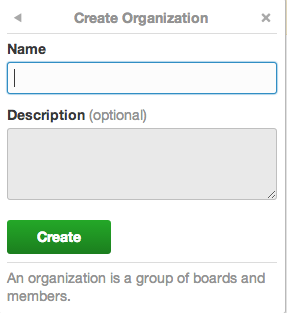 Create Organization
Name
Description (optional)
Create
An organization is a group of boards and
members.